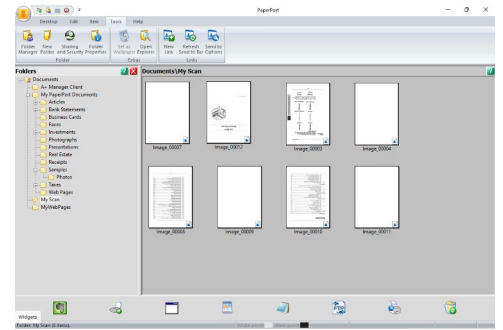 PaperPort
Desktop Edit Item Tools Help
Folder Manager
New Folder
Sharing and Security
Folder Properties
Set as Wallpaper
Open Explorer
New Link
Refresh Send to Bar
Send to Options
Folder Extras Links
Folders
Documents\My Scan
Documents
A+ Manager Client
My PaperPort Documents
Articles
Bank Statements
Business Cards
Faxes
Investments
Photographs
Presentations
Real Estate
Receipts
Samples
Photos
Taxes
Web Pages
My Scan
MyWebPages
Image_00007 Image_00012 Image_00003 Image_00004
Image_00008 Image_00009 Image_00010 Image_00011
FTP
Widgets
Folder: My Scan